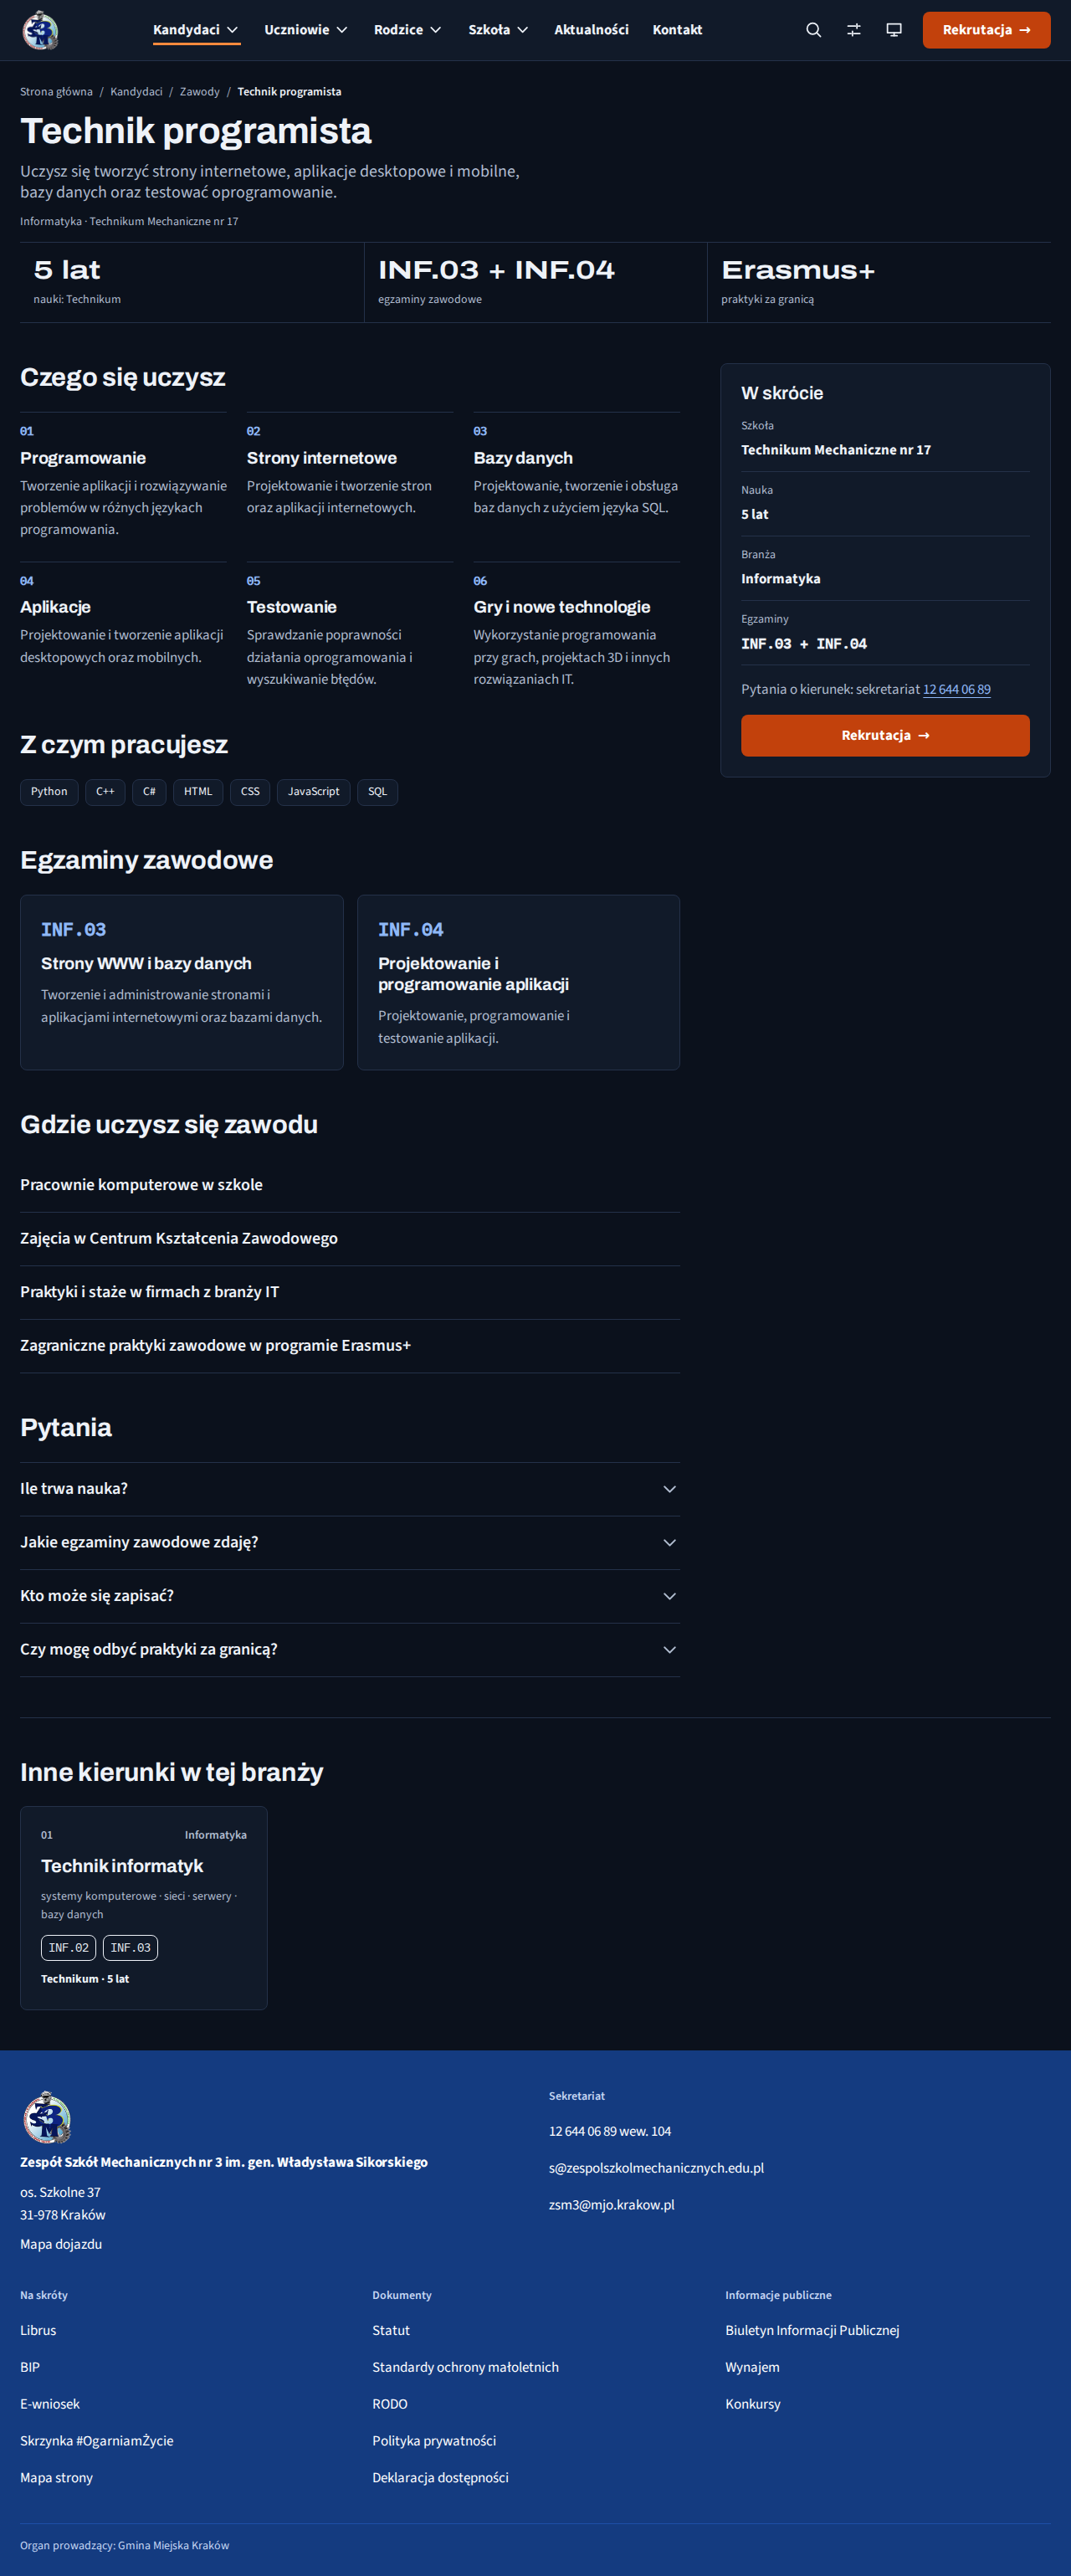 Kandydaci
Uczniowie
Rodzice
Szkoła
Aktualności
Kontakt
Rekrutacja →
Strona główna / Kandydaci / Zawody / Technik programista
Technik programista
Uczysz się tworzyć strony internetowe, aplikacje desktopowe i mobilne,
bazy danych oraz testować oprogramowanie.
Informatyka · Technikum Mechaniczne nr 17
5 lat
nauki: Technikum
INF.03 + INF.04
egzaminy zawodowe
Erasmus+
praktyki za granicą
Czego się uczysz
01
Programowanie
Tworzenie aplikacji i rozwiązywanie
problemów w różnych językach
programowania.
02
Strony internetowe
Projektowanie i tworzenie stron
oraz aplikacji internetowych.
03
Bazy danych
Projektowanie, tworzenie i obsługa
baz danych z użyciem języka SQL.
04
Aplikacje
Projektowanie i tworzenie aplikacji
desktopowych oraz mobilnych.
05
Testowanie
Sprawdzanie poprawności
działania oprogramowania i
wyszukiwanie błędów.
06
Gry i nowe technologie
Wykorzystanie programowania
przy grach, projektach 3D i innych
rozwiązaniach IT.
W skrócie
Szkoła
Technikum Mechaniczne nr 17
Nauka
5 lat
Branża
Informatyka
Egzaminy
INF.03 + INF.04
Pytania o kierunek: sekretariat 12 644 06 89
Rekrutacja →
Z czym pracujesz
Python
C++
C#
HTML
CSS
JavaScript
SQL
Egzaminy zawodowe
INF.03
Strony WWW i bazy danych
Tworzenie i administrowanie stronami i
aplikacjami internetowymi oraz bazami danych.
INF.04
Projektowanie i
programowanie aplikacji
Projektowanie, programowanie i
testowanie aplikacji.
Gdzie uczysz się zawodu
Pracownie komputerowe w szkole
Zajęcia w Centrum Kształcenia Zawodowego
Praktyki i staże w firmach z branży IT
Zagraniczne praktyki zawodowe w programie Erasmus+
Pytania
Ile trwa nauka?
Jakie egzaminy zawodowe zdaję?
Kto może się zapisać?
Czy mogę odbyć praktyki za granicą?
Inne kierunki w tej branży
01
Informatyka
Technik informatyk
systemy komputerowe · sieci · serwery ·
bazy danych
INF.02
INF.03
Technikum · 5 lat
Zespół Szkół Mechanicznych nr 3 im. gen. Władysława Sikorskiego
os. Szkolne 37
31-978 Kraków
Mapa dojazdu
Sekretariat
12 644 06 89 wew. 104
s@zespolszkolmechanicznych.edu.pl
zsm3@mjo.krakow.pl
Na skróty
Librus
BIP
E-wniosek
Skrzynka #OgarniamŻycie
Mapa strony
Dokumenty
Statut
Standardy ochrony małoletnich
RODO
Polityka prywatności
Deklaracja dostępności
Informacje publiczne
Biuletyn Informacji Publicznej
Wynajem
Konkursy
Organ prowadzący: Gmina Miejska Kraków